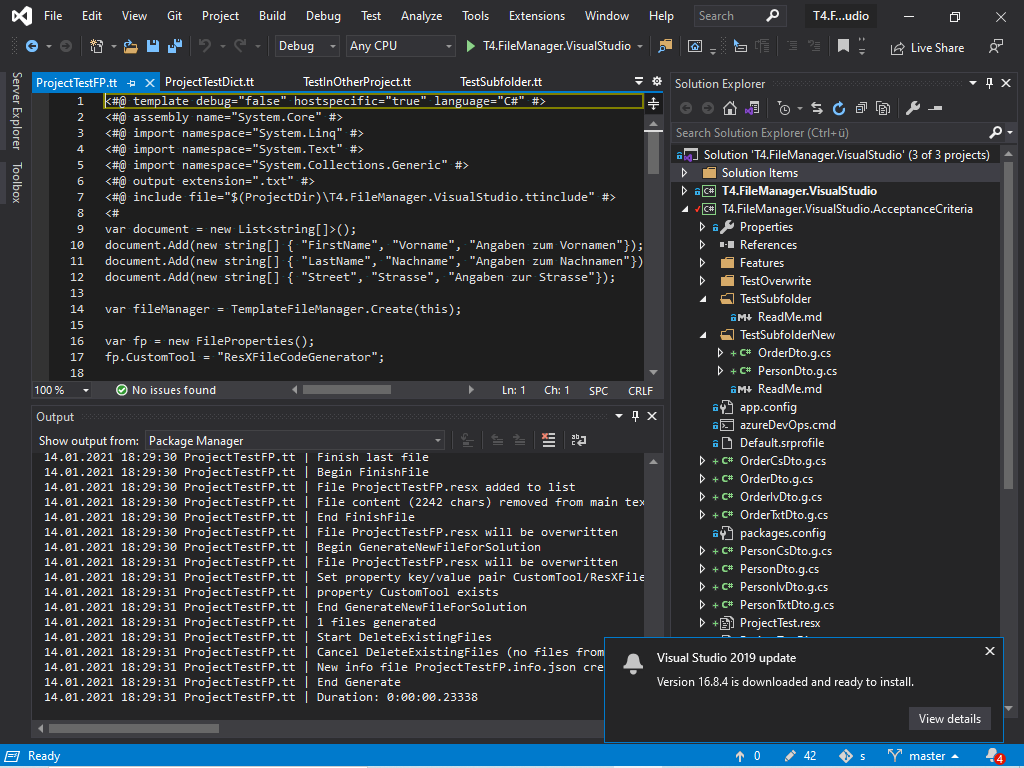 File Edit View Git Project Build Debug Test Analyze Tools Extensions Window Help Search T4.F...udio
Debug Any CPU T4.FileManager.VisualStudio Live Share
Server Explorer
Toolbox
ProjectTestFP.tt ProjectTestDict.tt TestInOtherProject.tt TestSubfolder.tt
1 <#@ template debug="false" hostspecific="true" language="C#" #>
2 <#@ assembly name="System.Core" #>
3 <#@ import namespace="System.Linq" #>
4 <#@ import namespace="System.Text" #>
5 <#@ import namespace="System.Collections.Generic" #>
6 <#@ output extension=".txt" #>
7 <#@ include file="$(ProjectDir)\T4.FileManager.VisualStudio.ttinclude" #>
8 <#
9 var document = new List<string[]>();
10 document.Add(new string[] { "FirstName", "Vorname", "Angaben zum Vornamen"});
11 document.Add(new string[] { "LastName", "Nachname", "Angaben zum Nachnamen"})
12 document.Add(new string[] { "Street", "Strasse", "Angaben zur Strasse"});
13
14 var fileManager = TemplateFileManager.Create(this);
15
16 var fp = new FileProperties();
17 fp.CustomTool = "ResXFileCodeGenerator";
18
100 % No issues found Ln: 1 Ch: 1 SPC CRLF
Output
Show output from: Package Manager
14.01.2021 18:29:30 ProjectTestFP.tt | Finish last file
14.01.2021 18:29:30 ProjectTestFP.tt | Begin FinishFile
14.01.2021 18:29:30 ProjectTestFP.tt | File ProjectTestFP.resx added to list
14.01.2021 18:29:30 ProjectTestFP.tt | File content (2242 chars) removed from main tex
14.01.2021 18:29:30 ProjectTestFP.tt | End FinishFile
14.01.2021 18:29:30 ProjectTestFP.tt | File ProjectTestFP.resx will be overwritten
14.01.2021 18:29:30 ProjectTestFP.tt | Begin GenerateNewFileForSolution
14.01.2021 18:29:31 ProjectTestFP.tt | File ProjectTestFP.resx will be overwritten
14.01.2021 18:29:31 ProjectTestFP.tt | Set property key/value pair CustomTool/ResXFile
14.01.2021 18:29:31 ProjectTestFP.tt | property CustomTool exists
14.01.2021 18:29:31 ProjectTestFP.tt | End GenerateNewFileForSolution
14.01.2021 18:29:31 ProjectTestFP.tt | 1 files generated
14.01.2021 18:29:31 ProjectTestFP.tt | Start DeleteExistingFiles
14.01.2021 18:29:31 ProjectTestFP.tt | Cancel DeleteExistingFiles (no files from
14.01.2021 18:29:31 ProjectTestFP.tt | New info file ProjectTestFP.info.json cre
14.01.2021 18:29:31 ProjectTestFP.tt | End Generate
14.01.2021 18:29:31 ProjectTestFP.tt | Duration: 0:00:00.23338
Solution Explorer
Search Solution Explorer (Ctrl+ü)
Solution 'T4.FileManager.VisualStudio' (3 of 3 projects)
Solution Items
C# T4.FileManager.VisualStudio
C# T4.FileManager.VisualStudio.AcceptanceCriteria
Properties
References
Features
TestOverwrite
TestSubfolder
M↓ ReadMe.md
TestSubfolderNew
+ C# OrderDto.g.cs
+ C# PersonDto.g.cs
M↓ ReadMe.md
app.config
azureDevOps.cmd
Default.srprofile
+ C# OrderCsDto.g.cs
+ C# OrderDto.g.cs
+ C# OrderIvDto.g.cs
+ C# OrderTxtDto.g.cs
packages.config
+ C# PersonCsDto.g.cs
+ C# PersonDto.g.cs
+ C# PersonIvDto.g.cs
+ C# PersonTxtDto.g.cs
+ ProjectTest.resx
Visual Studio 2019 update
Version 16.8.4 is downloaded and ready to install.
View details
Ready 0 42 s master 4